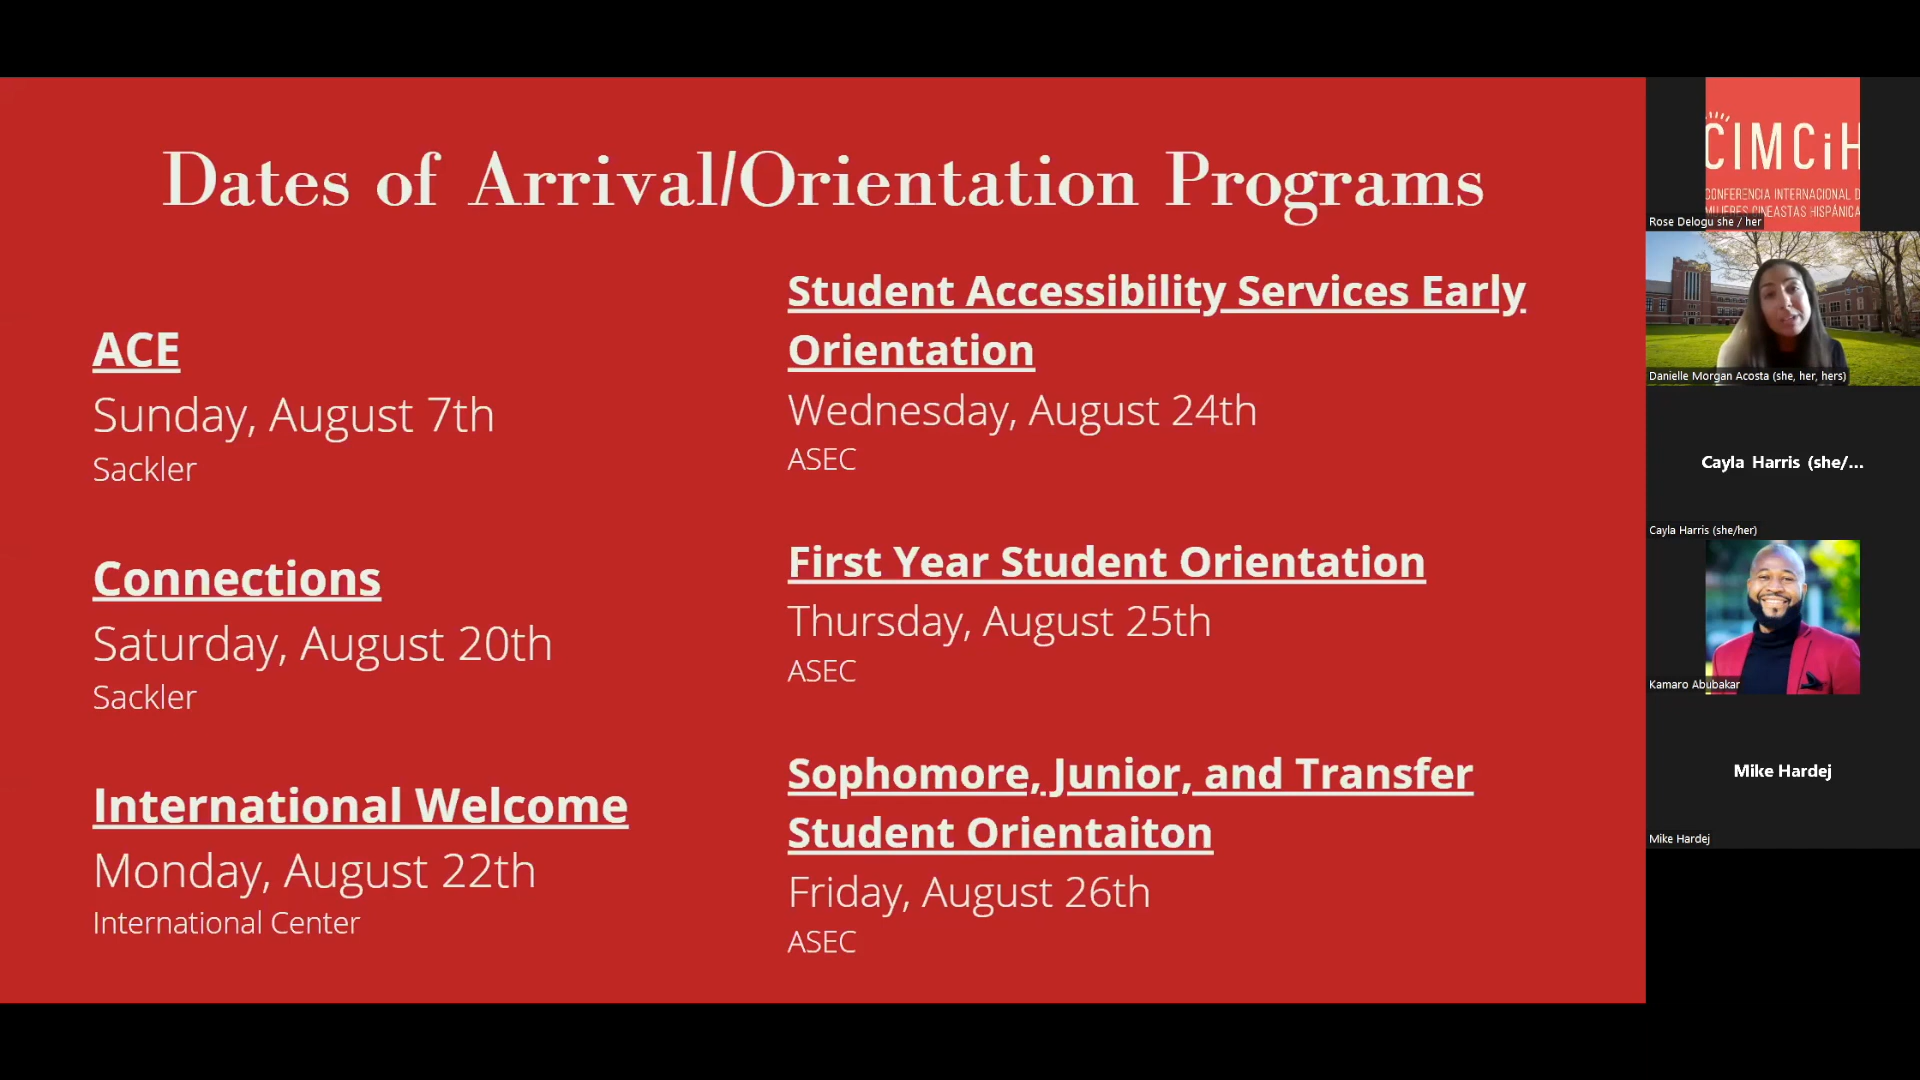 Dates of Arrival/Orientation Programs
ACE
Sunday, August 7th
Sackler
Connections
Saturday, August 20th
Sackler
International Welcome
Monday, August 22th
International Center
Student Accessibility Services Early
Orientation
Wednesday, August 24th
ASEC
First Year Student Orientation
Thursday, August 25th
ASEC
Sophomore, Junior, and Transfer
Student Orientaiton
Friday, August 26th
ASEC
CIMCiH
CONFERENCIA INTERNACIONAL D
MUJERES CINEASTAS HISPÁNICA
Rose Delogu she / her
Danielle Morgan Acosta (she, her, hers)
Cayla Harris (she/...
Cayla Harris (she/her)
Kamaro Abubakar
Mike Hardej
Mike Hardej